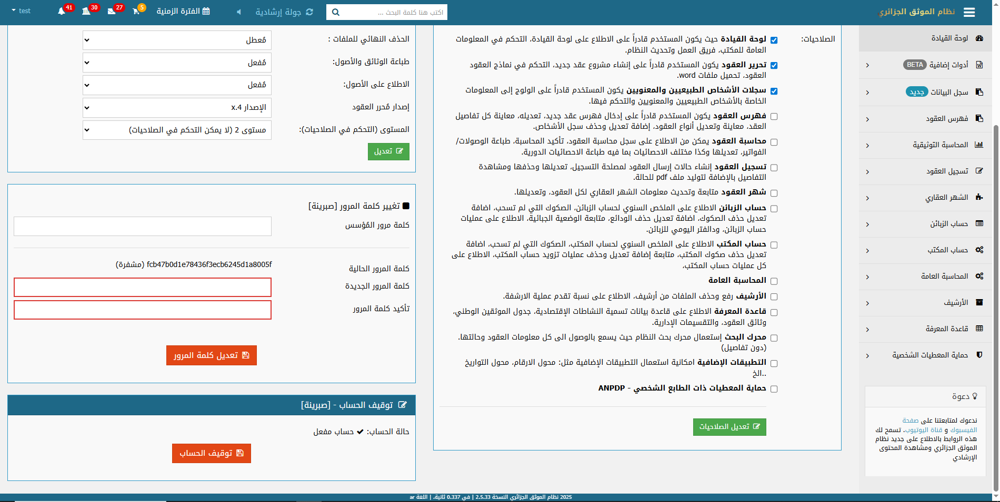 نظام الموثق الجزائري
اكتب هنا كلمة البحث ...
جولة إرشادية
الفترة الزمنية
5
27
30
41
test
لوحة القيادة
أدوات إضافية BETA
سجل البيانات جديد
فهرس العقود
المحاسبة التوثيقية
تسجيل العقود
الشهر العقاري
حساب الزبائن
حساب المكتب
المحاسبة العامة
الأرشيف
قاعدة المعرفة
حماية المعطيات الشخصية
دعوة
ندعوك لمتابعتنا على صفحة
الفيسبوك و قناة اليوتيوب. تسمح لك
هذه الروابط بالاطلاع على جديد نظام
الموثق الجزائري ومشاهدة المحتوى
الإرشادي
الصلاحيات:
لوحة القيادة حيث يكون المستخدم قادراً على الاطلاع على لوحة القيادة، التحكم في المعلومات
العامة للمكتب، فريق العمل وتحديث النظام.
تحرير العقود يكون المستخدم قادراً على إنشاء مشروع عقد جديد، التحكم في نماذج العقود
العقود، تحميل ملفات word.
سجلات الأشخاص الطبيعيين والمعنويين يكون المستخدم قادراً على الولوج إلى المعلومات
الخاصة بالأشخاص الطبيعيين والمعنويين والتحكم فيها.
فهرس العقود يكون المستخدم قادراً على إدخال فهرس عقد جديد، تعديله، معاينة كل تفاصيل
العقد، معاينة وتعديل أنواع العقود، إضافة تعديل وحذف سجل الأشخاص.
محاسبة العقود يمكن من الاطلاع على سجل محاسبة العقود، تأكيد المحاسبة، طباعة الوصولات/
الفواتير، تعديلها وكذا مختلف الاحصائيات بما فيه طباعة الاحصائيات الدورية.
تسجيل العقود إنشاء حالات إرسال العقود لمصلحة التسجيل، تعديلها وحذفها ومشاهدة
التفاصيل بالإضافة لتوليد ملف pdf للحالة.
شهر العقود متابعة وتحديث معلومات الشهر العقاري لكل العقود، وتعديلها.
حساب الزبائن الاطلاع على الملخص السنوي لحساب الزبائن، الصكوك التي لم تسحب، اضافة
تعديل حذف الصكوك، اضافة تعديل حذف الودائع، متابعة الوضعية الجبائية، الاطلاع على عمليات
حساب الزبائن، ودالفتر اليومي للزبائن.
حساب المكتب الاطلاع على الملخص السنوي لحساب المكتب، الصكوك التي لم تسحب، اضافة
تعديل حذف صكوك المكتب، متابعة إضافة تعديل وحذف عمليات تزويد حساب المكتب، الاطلاع على
كل عمليات حساب المكتب،
المحاسبة العامة
الأرشيف رفع وحذف الملفات من أرشيف، الاطلاع على نسبة تقدم عملية الارشفة.
قاعدة المعرفة الاطلاع على قاعدة بيانات تسمية النشاطات الإقتصادية، جدول الموثقين الوطني،
وثائق العقود، والتقسيمات الإدارية.
محرك البحث إستعمال محرك بحث النظام حيث يسمع بالوصول الى كل معلومات العقود وحالتها.
(دون تفاصيل)
التطبيقات الإضافية امكانية استعمال التطبيقات الإضافية مثل: محول الارقام، محول التواريخ
..الخ
حماية المعطيات ذات الطابع الشخصي - ANPDP
تعديل الصلاحيات
الحذف النهائي للملفات :
مُعطل
طباعة الوثائق والأصول:
مُفعل
الاطلاع على الأصول:
مُفعل
إصدار مُحرر العقود
الإصدار 4.x
المستوى (التحكم في الصلاحيات):
مستوى 2 (لا يمكن التحكم في الصلاحيات)
تعديل
تغيير كلمة المرور [صبرينة]
كلمة مرور المُؤسس
كلمة المرور الحالية
fcb47b0d1e78436f3ecb6245d1a8005f (مشفرة)
كلمة المرور الجديدة
تأكيد كلمة المرور
تعديل كلمة المرور
توقيف الحساب - [صبرينة]
حالة الحساب: حساب مفعل
توقيف الحساب
2025 نظام الموثق الجزائري النسخة 2.5.33 | في 0.337 ثانية. | اللغة ar